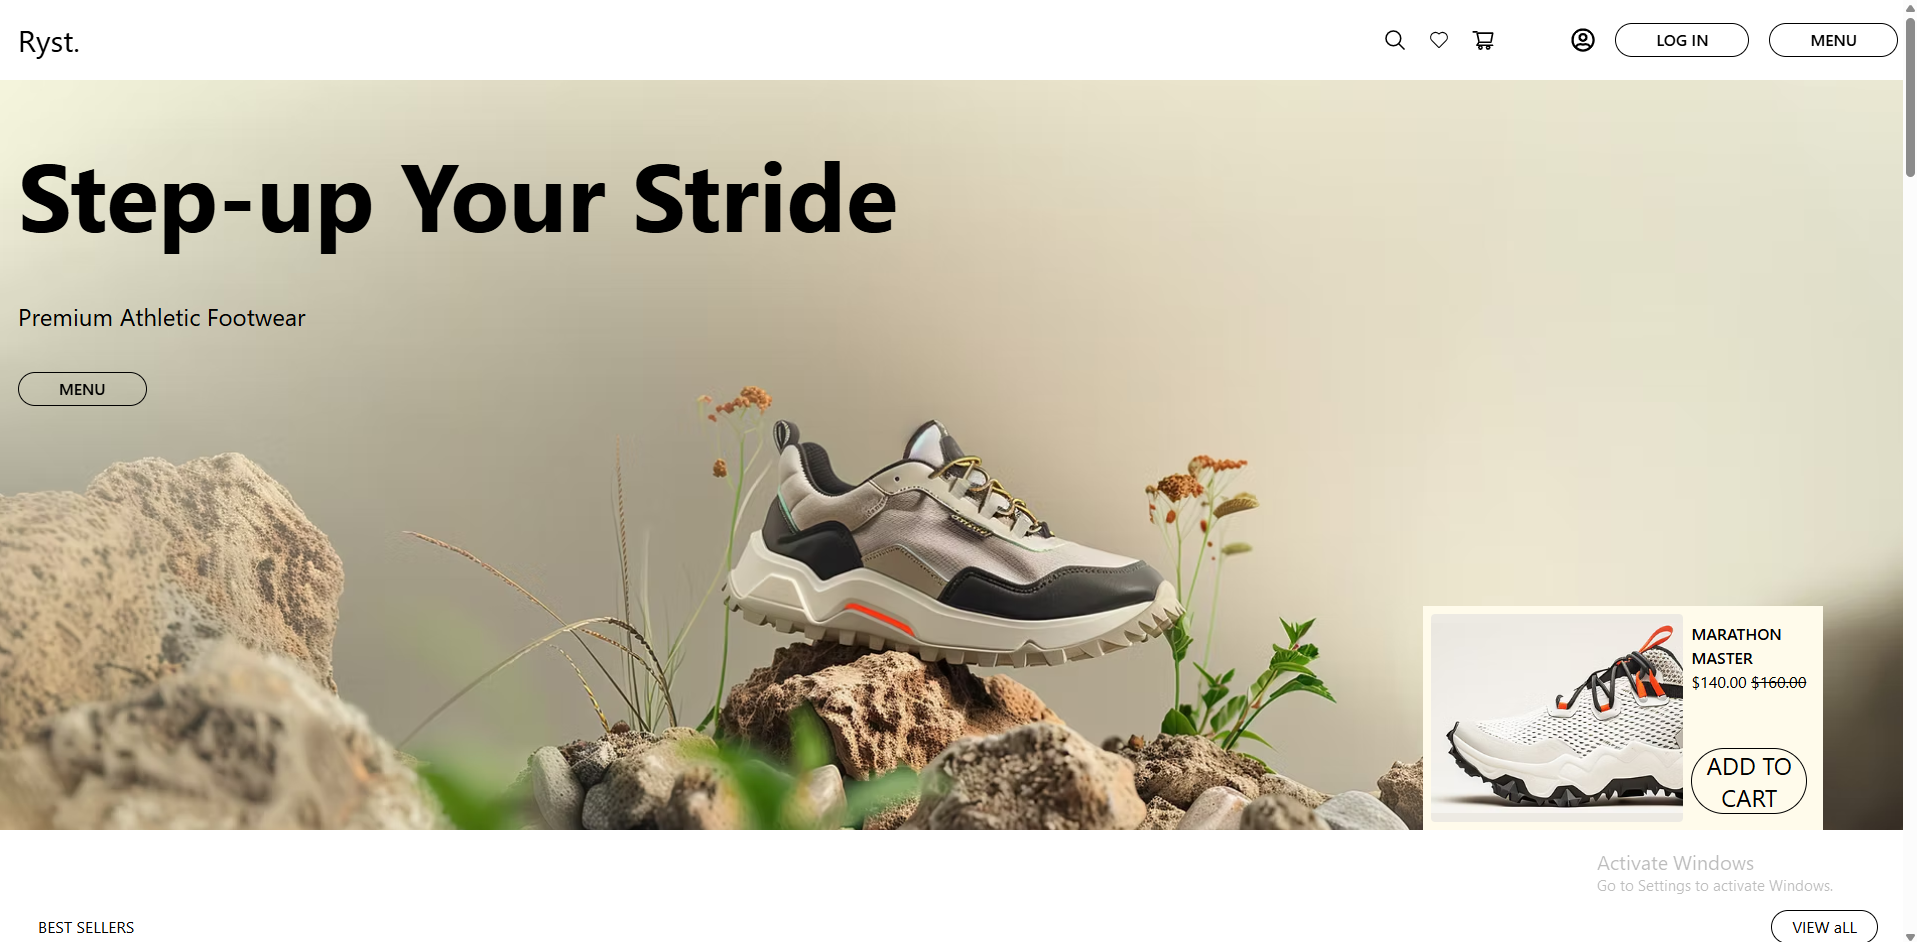 Ryst.
LOG IN
MENU
Step-up Your Stride
Premium Athletic Footwear
MENU
MARATHON
MASTER
$140.00 $160.00
ADD TO
CART
Activate Windows
Go to Settings to activate Windows.
BEST SELLERS
VIEW aLL